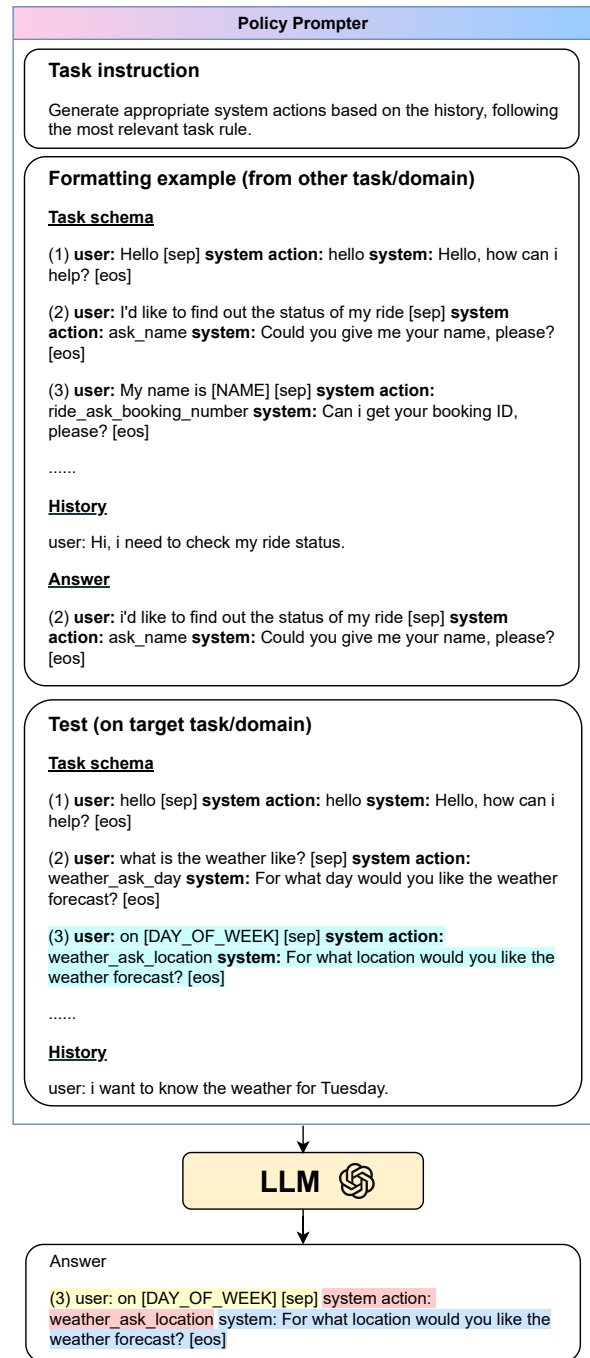 Policy Prompter
Task instruction
Generate appropriate system actions based on the history, following
the most relevant task rule.
Formatting example (from other task/domain)
Task schema
(1) user: Hello [sep] system action: hello system: Hello, how can i
help? [eos]
(2) user: I'd like to find out the status of my ride [sep] system
action: ask_name system: Could you give me your name, please?
[eos]
(3) user: My name is [NAME] [sep] system action:
ride_ask_booking_number system: Can i get your booking ID,
please? [eos]
......
History
user: Hi, i need to check my ride status.
Answer
(2) user: i'd like to find out the status of my ride [sep] system
action: ask_name system: Could you give me your name, please?
[eos]
Test (on target task/domain)
Task schema
(1) user: hello [sep] system action: hello system: Hello, how can i
help? [eos]
(2) user: what is the weather like? [sep] system action:
weather_ask_day system: For what day would you like the weather
forecast? [eos]
(3) user: on [DAY_OF_WEEK] [sep] system action:
weather_ask_location system: For what location would you like the
weather forecast? [eos]
......
History
user: i want to know the weather for Tuesday.
LLM
Answer
(3) user: on [DAY_OF_WEEK] [sep] system action:
weather_ask_location system: For what location would you like the
weather forecast? [eos]